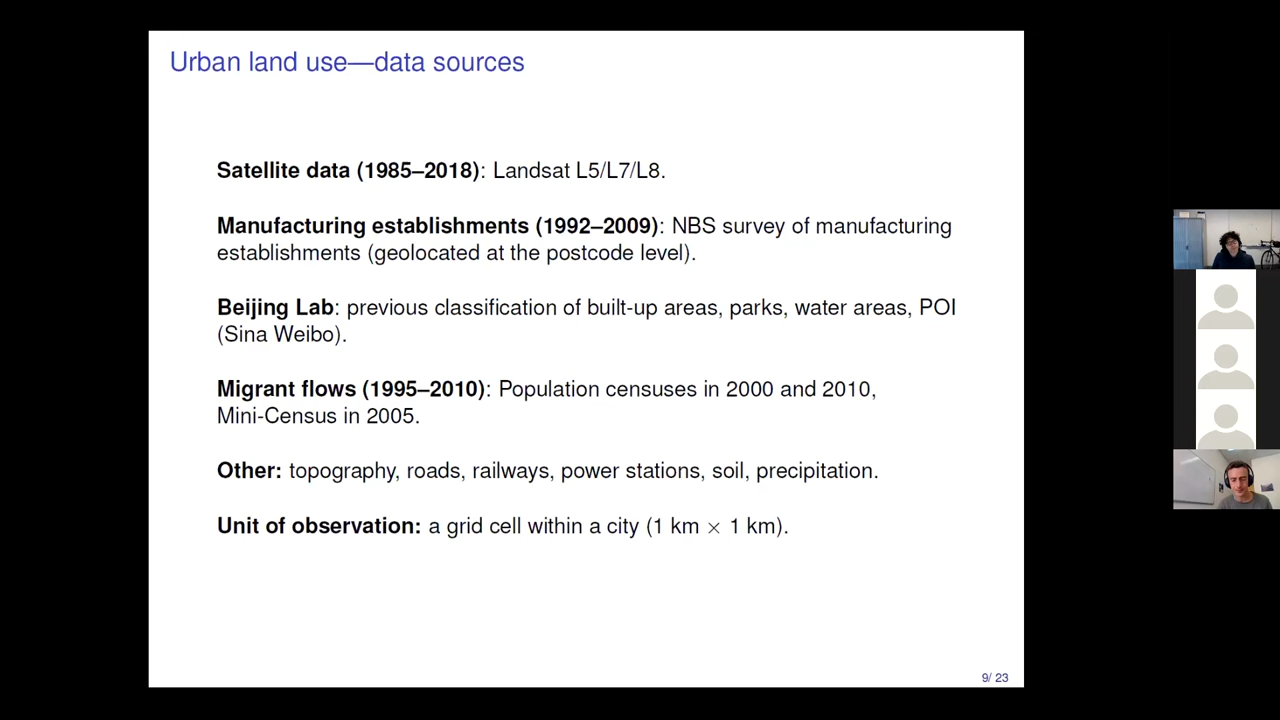 Urban land use—data sources
Satellite data (1985–2018): Landsat L5/L7/L8.
Manufacturing establishments (1992–2009): NBS survey of manufacturing
establishments (geolocated at the postcode level).
Beijing Lab: previous classification of built-up areas, parks, water areas, POI
(Sina Weibo).
Migrant flows (1995–2010): Population censuses in 2000 and 2010,
Mini-Census in 2005.
Other: topography, roads, railways, power stations, soil, precipitation.
Unit of observation: a grid cell within a city (1 km × 1 km).
9/ 23